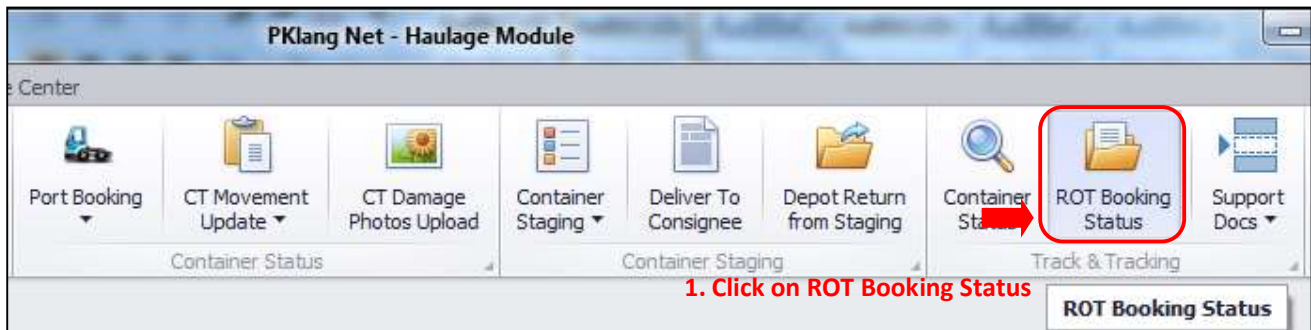 PKlang Net - Haulage Module
e Center
Port Booking
CT Movement
Update
CT Damage
Photos Upload
Container
Staging
Deliver To
Consignee
Depot Return
from Staging
Container
Status
ROT Booking
Status
Support
Docs
Container Status
Container Staging
Track & Tracking
1. Click on ROT Booking Status
ROT Booking Status